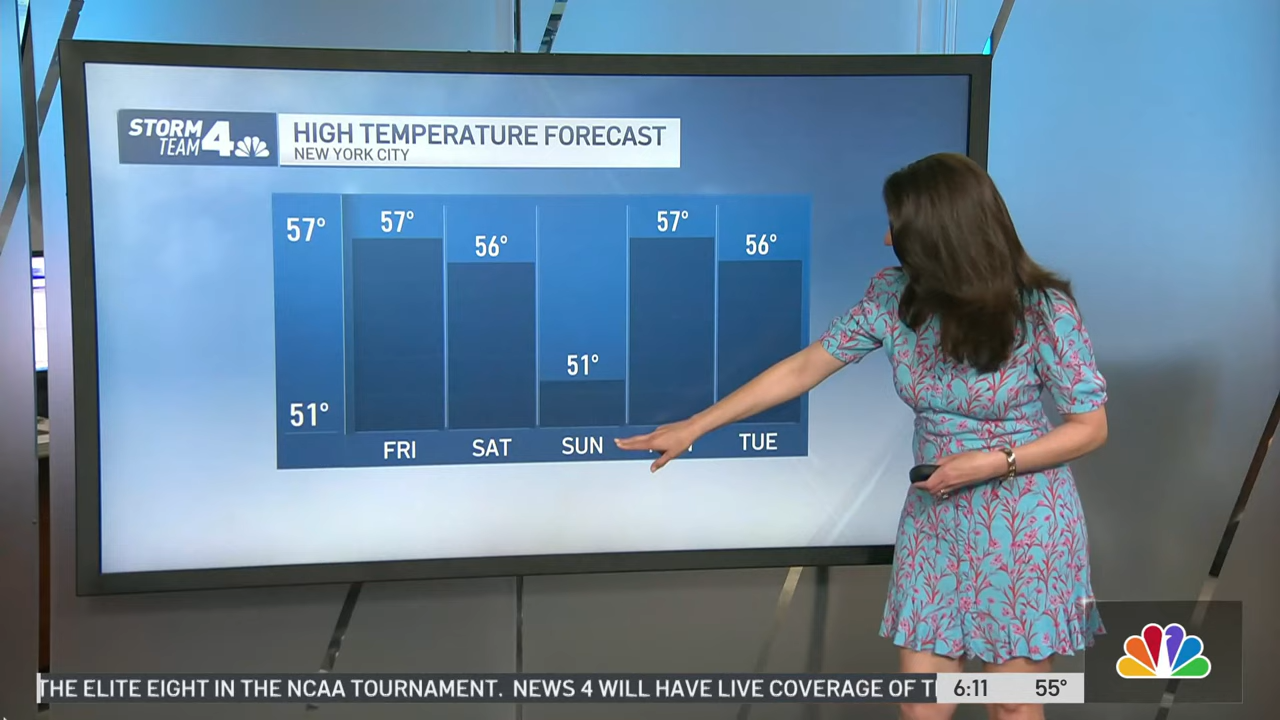 STORM
TEAM 4
HIGH TEMPERATURE FORECAST
NEW YORK CITY
57°
57°
56°
51°
57°
56°
51°
FRI
SAT
SUN
TUE
THE ELITE EIGHT IN THE NCAA TOURNAMENT. NEWS 4 WILL HAVE LIVE COVERAGE OF
6:11
55°